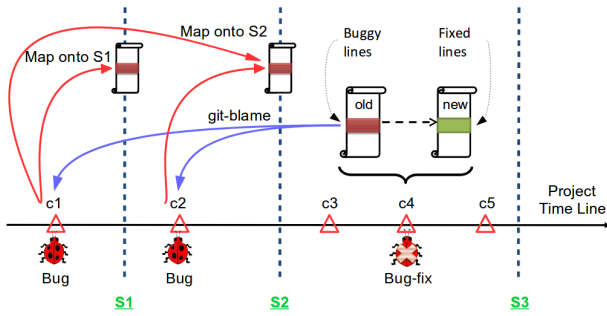 Map onto S2
Buggy
lines
Fixed
lines
Map onto S1
old
new
git-blame
c1
c2
c3
c4
c5
Project
Time Line
Bug
Bug
Bug-fix
S1
S2
S3